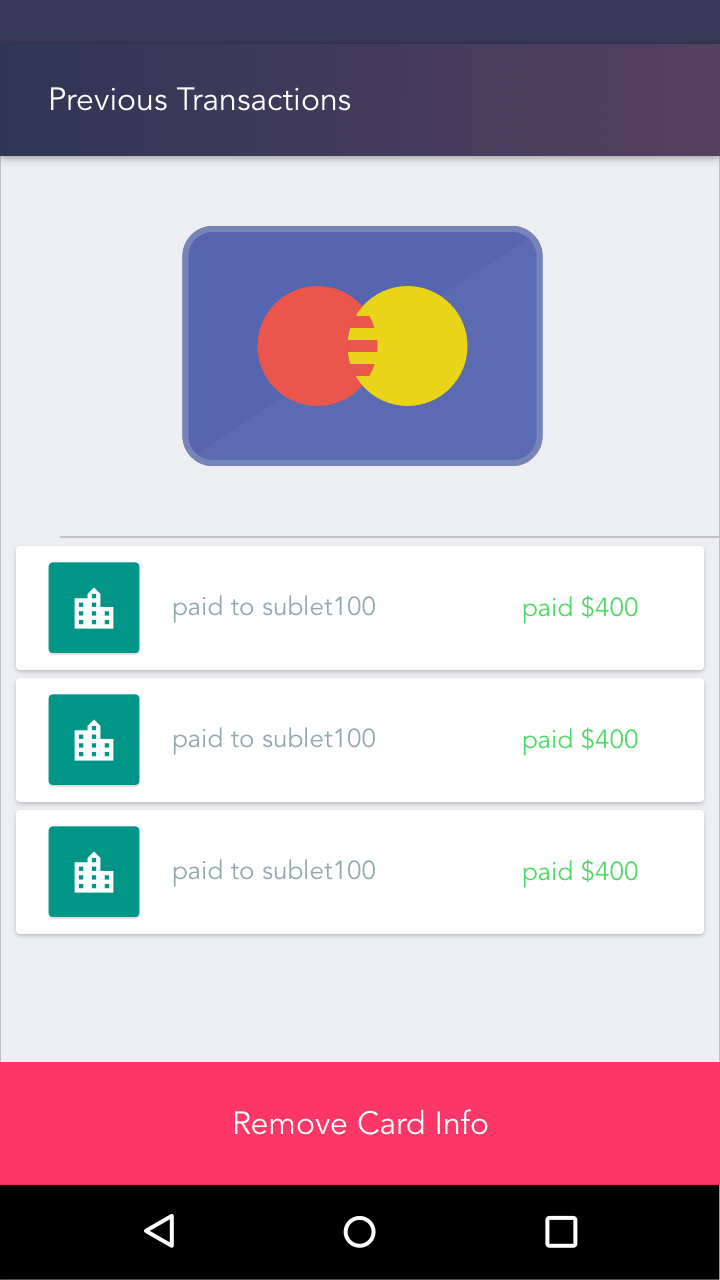 Previous Transactions
paid to sublet100 paid $400
paid to sublet100 paid $400
paid to sublet100 paid $400
Remove Card Info